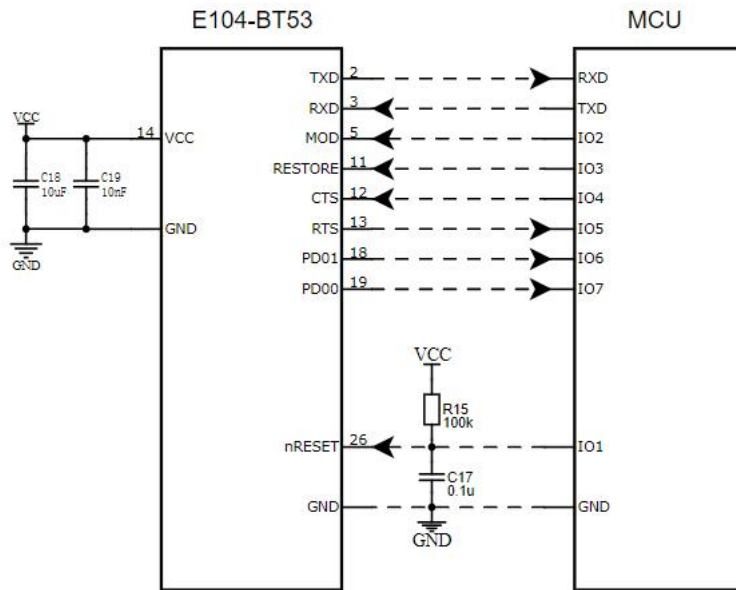 E104-BT53 MCU
TXD 2 RXD
RXD 3 TXD
VCC 14 VCC MOD 5 IO2
RESTORE 11 IO3
C18 C19
10uF 10nF
CTS 12 IO4
GND RTS 13 IO5
GND PD01 18 IO6
PD00 19 IO7
VCC
R15
100k
nRESET 26 IO1
C17
0.1u
GND GND
GND